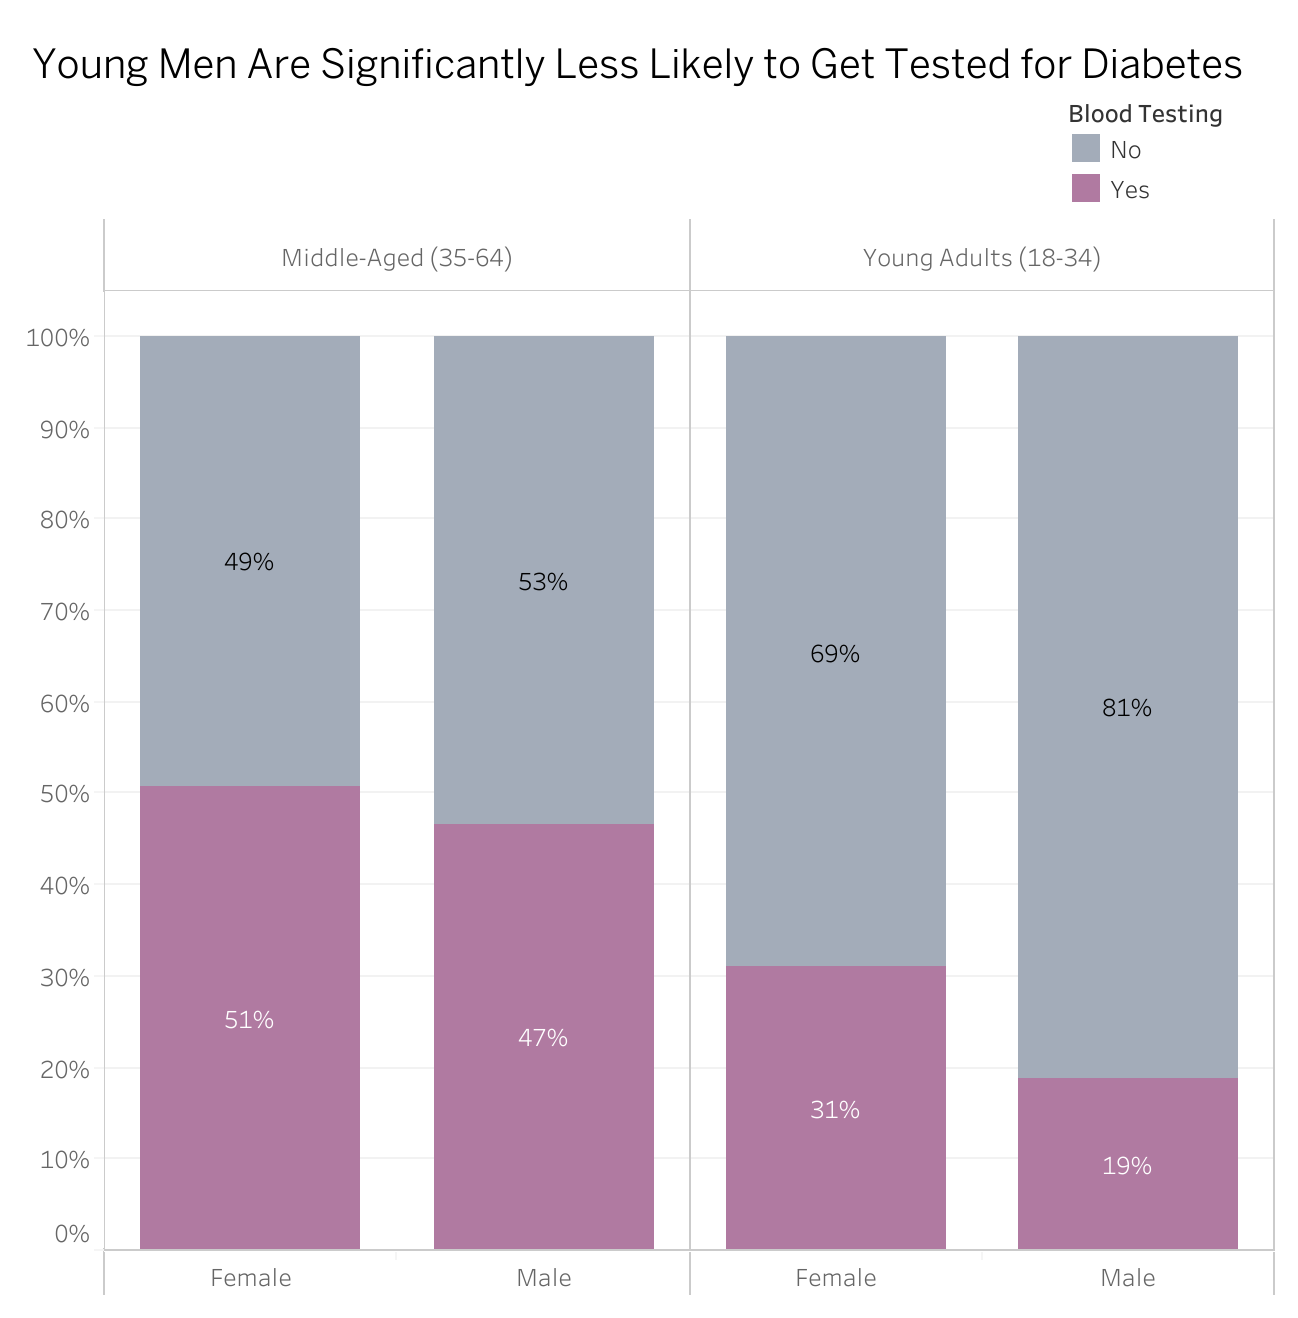 Young Men Are Significantly Less Likely to Get Tested for Diabetes
Blood Testing
No
Yes
Middle-Aged (35-64)
Young Adults (18-34)
100%
90%
80%
70%
60%
50%
40%
30%
20%
10%
0%
49%
53%
69%
81%
51%
47%
31%
19%
Female
Male
Female
Male